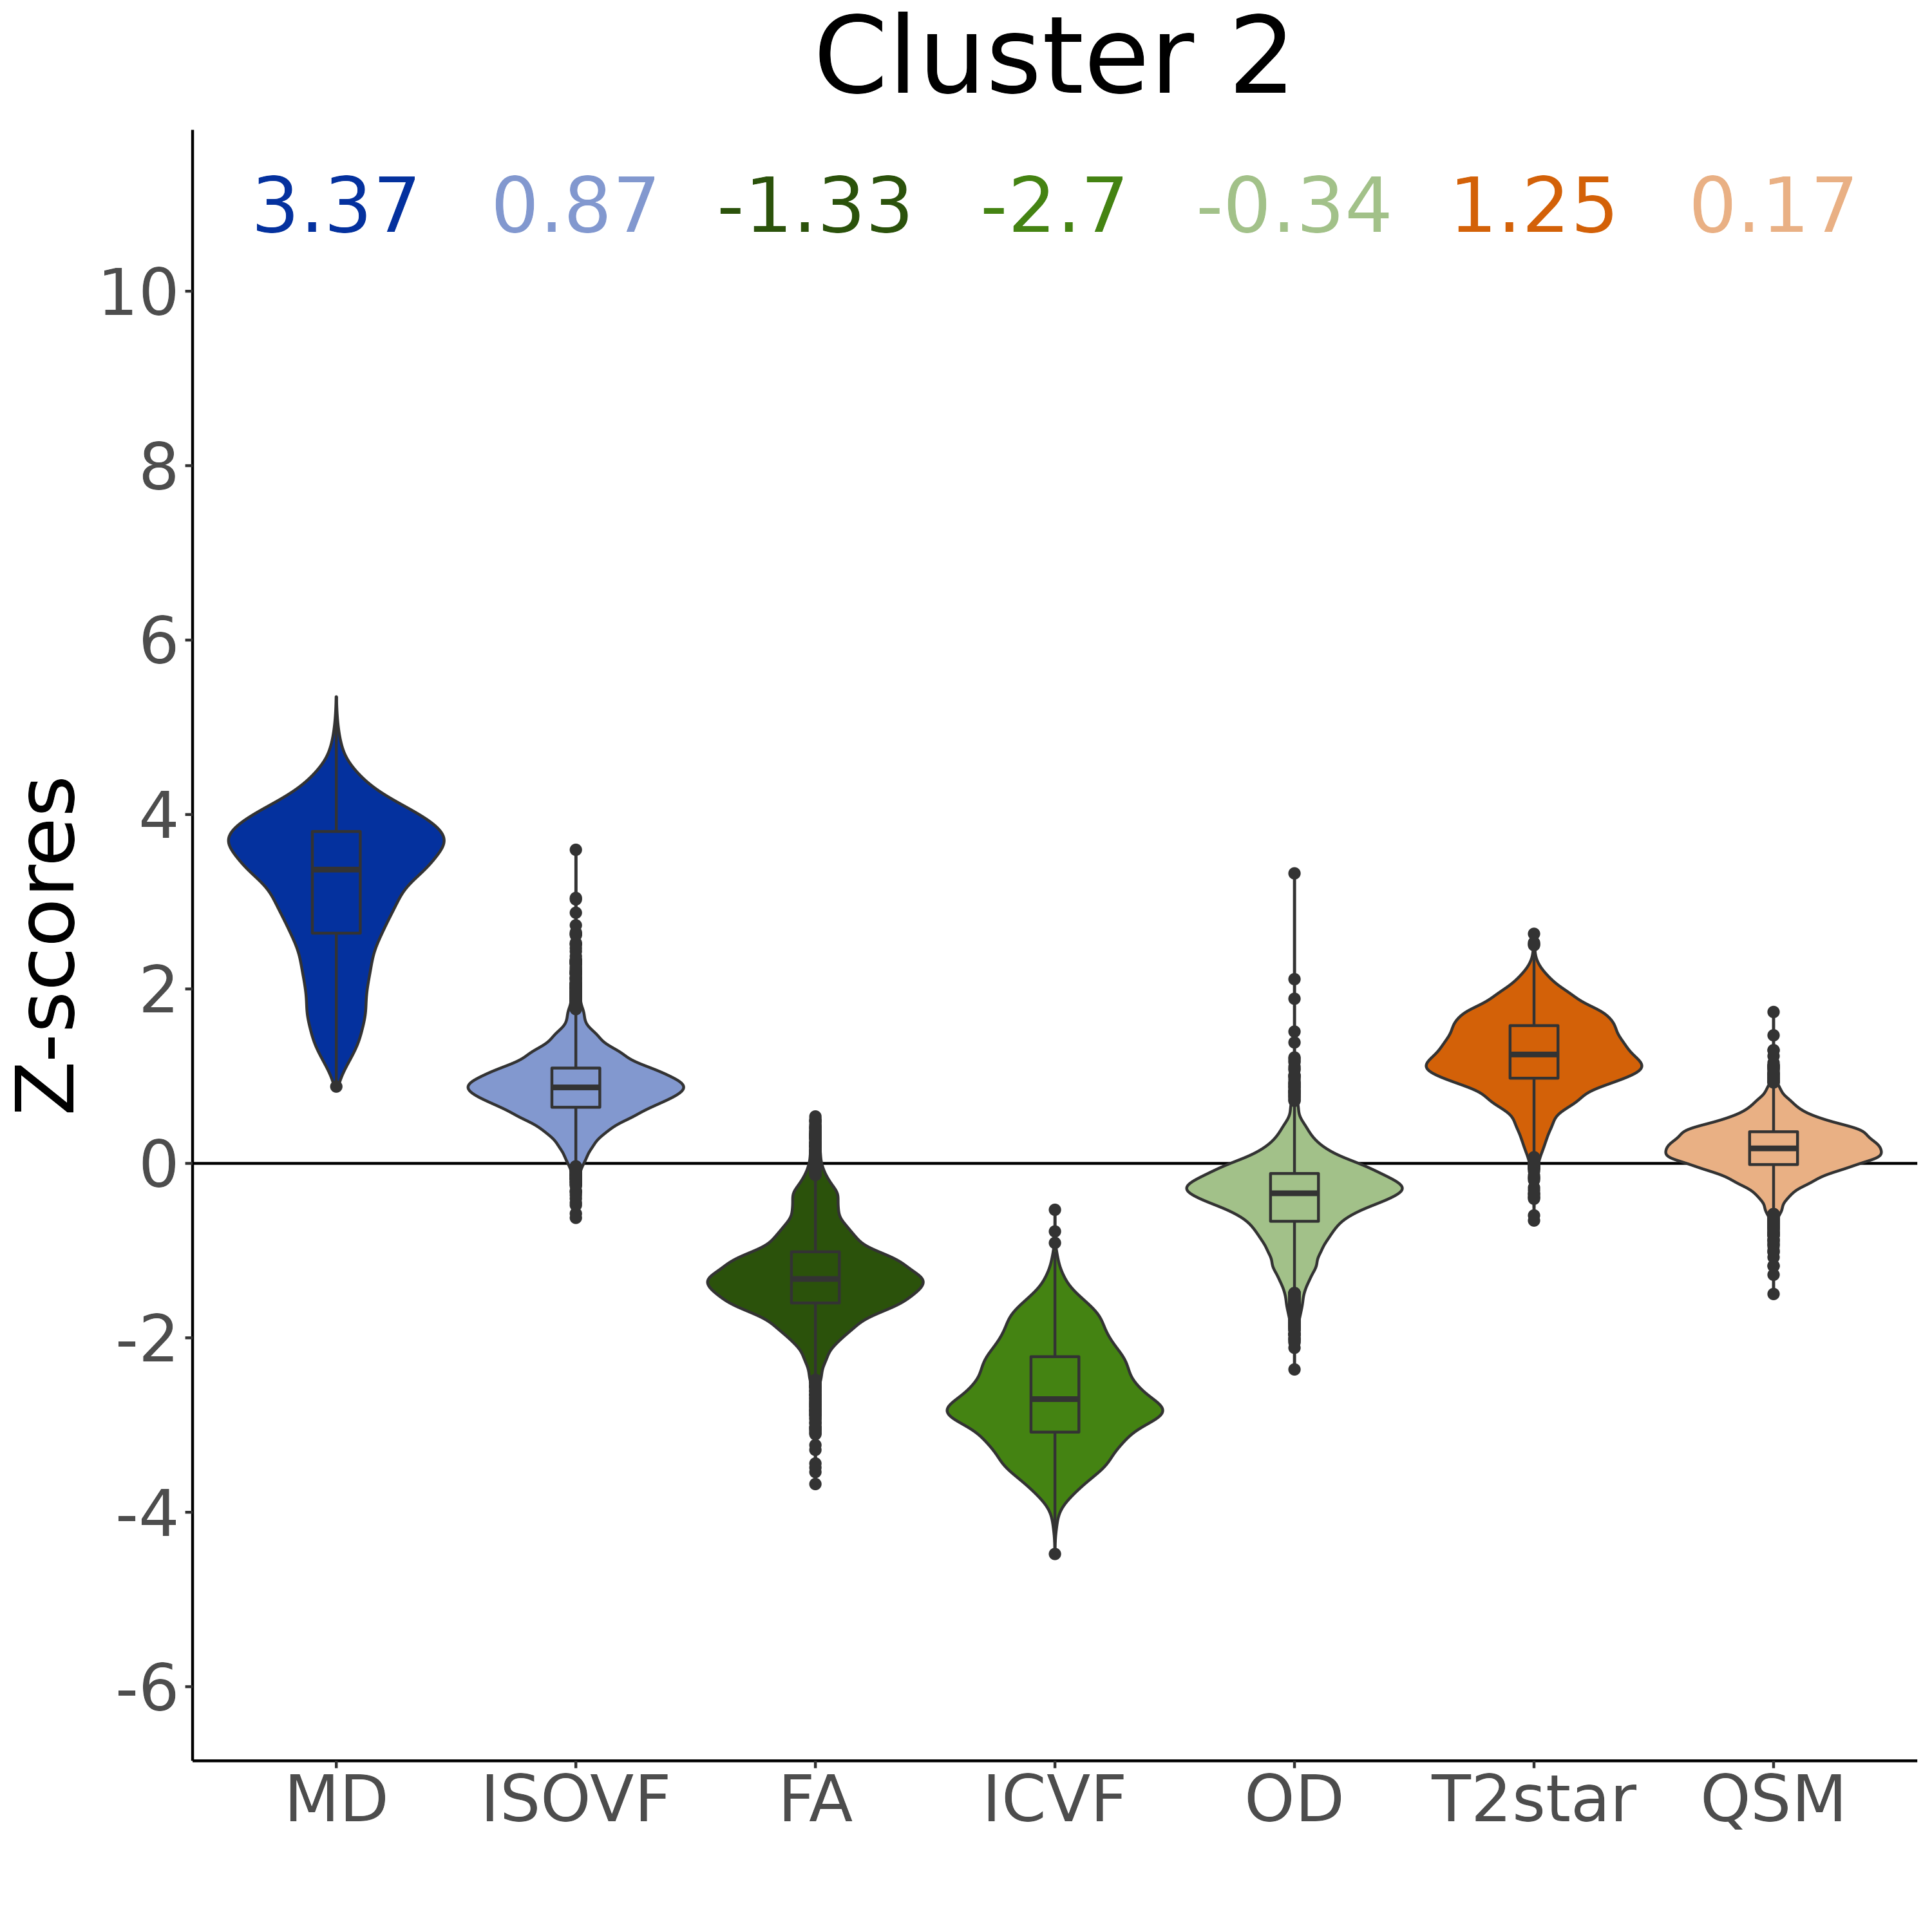 Cluster 2
3.37 0.87 -1.33 -2.7 -0.34 1.25 0.17
10
8
6
4
2
0
-2
-4
-6
Z-scores
MD ISOVF FA ICVF OD T2star QSM